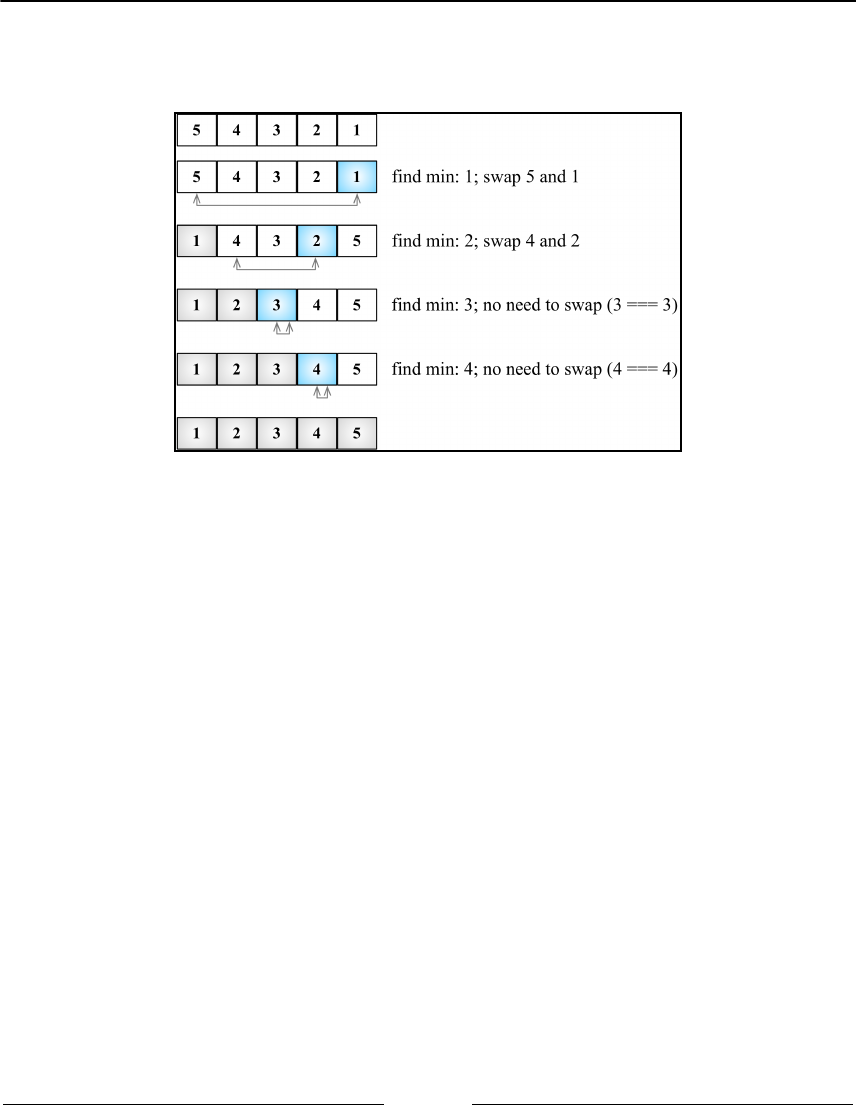 5 4 3 2 1
5 4 3 2 1 find min: 1; swap 5 and 1
1 4 3 2 5 find min: 2; swap 4 and 2
1 2 3 4 5 find min: 3; no need to swap (3 === 3)
1 2 3 4 5 find min: 4; no need to swap (4 === 4)
1 2 3 4 5